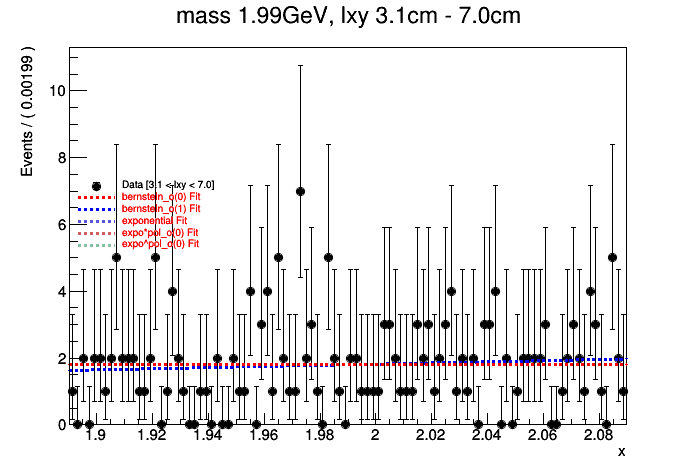 mass 1.99GeV, lxy 3.1cm - 7.0cm
Events / ( 0.00199 )
10
8
6
4
2
0
Data [3.1 < lxy < 7.0]
bernstein_o(0) Fit
bernstein_o(1) Fit
exponential Fit
expo*pol_o(0) Fit
expo^pol_o(0) Fit
1.9 1.92 1.94 1.96 1.98 2 2.02 2.04 2.06 2.08
x